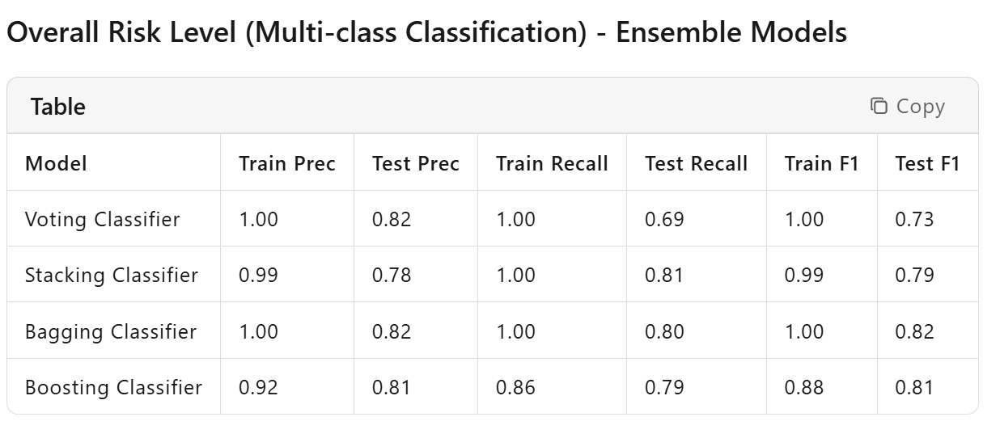 Overall Risk Level (Multi-class Classification) - Ensemble Models
Table Copy
Model Train Prec Test Prec Train Recall Test Recall Train F1 Test F1
Voting Classifier 1.00 0.82 1.00 0.69 1.00 0.73
Stacking Classifier 0.99 0.78 1.00 0.81 0.99 0.79
Bagging Classifier 1.00 0.82 1.00 0.80 1.00 0.82
Boosting Classifier 0.92 0.81 0.86 0.79 0.88 0.81